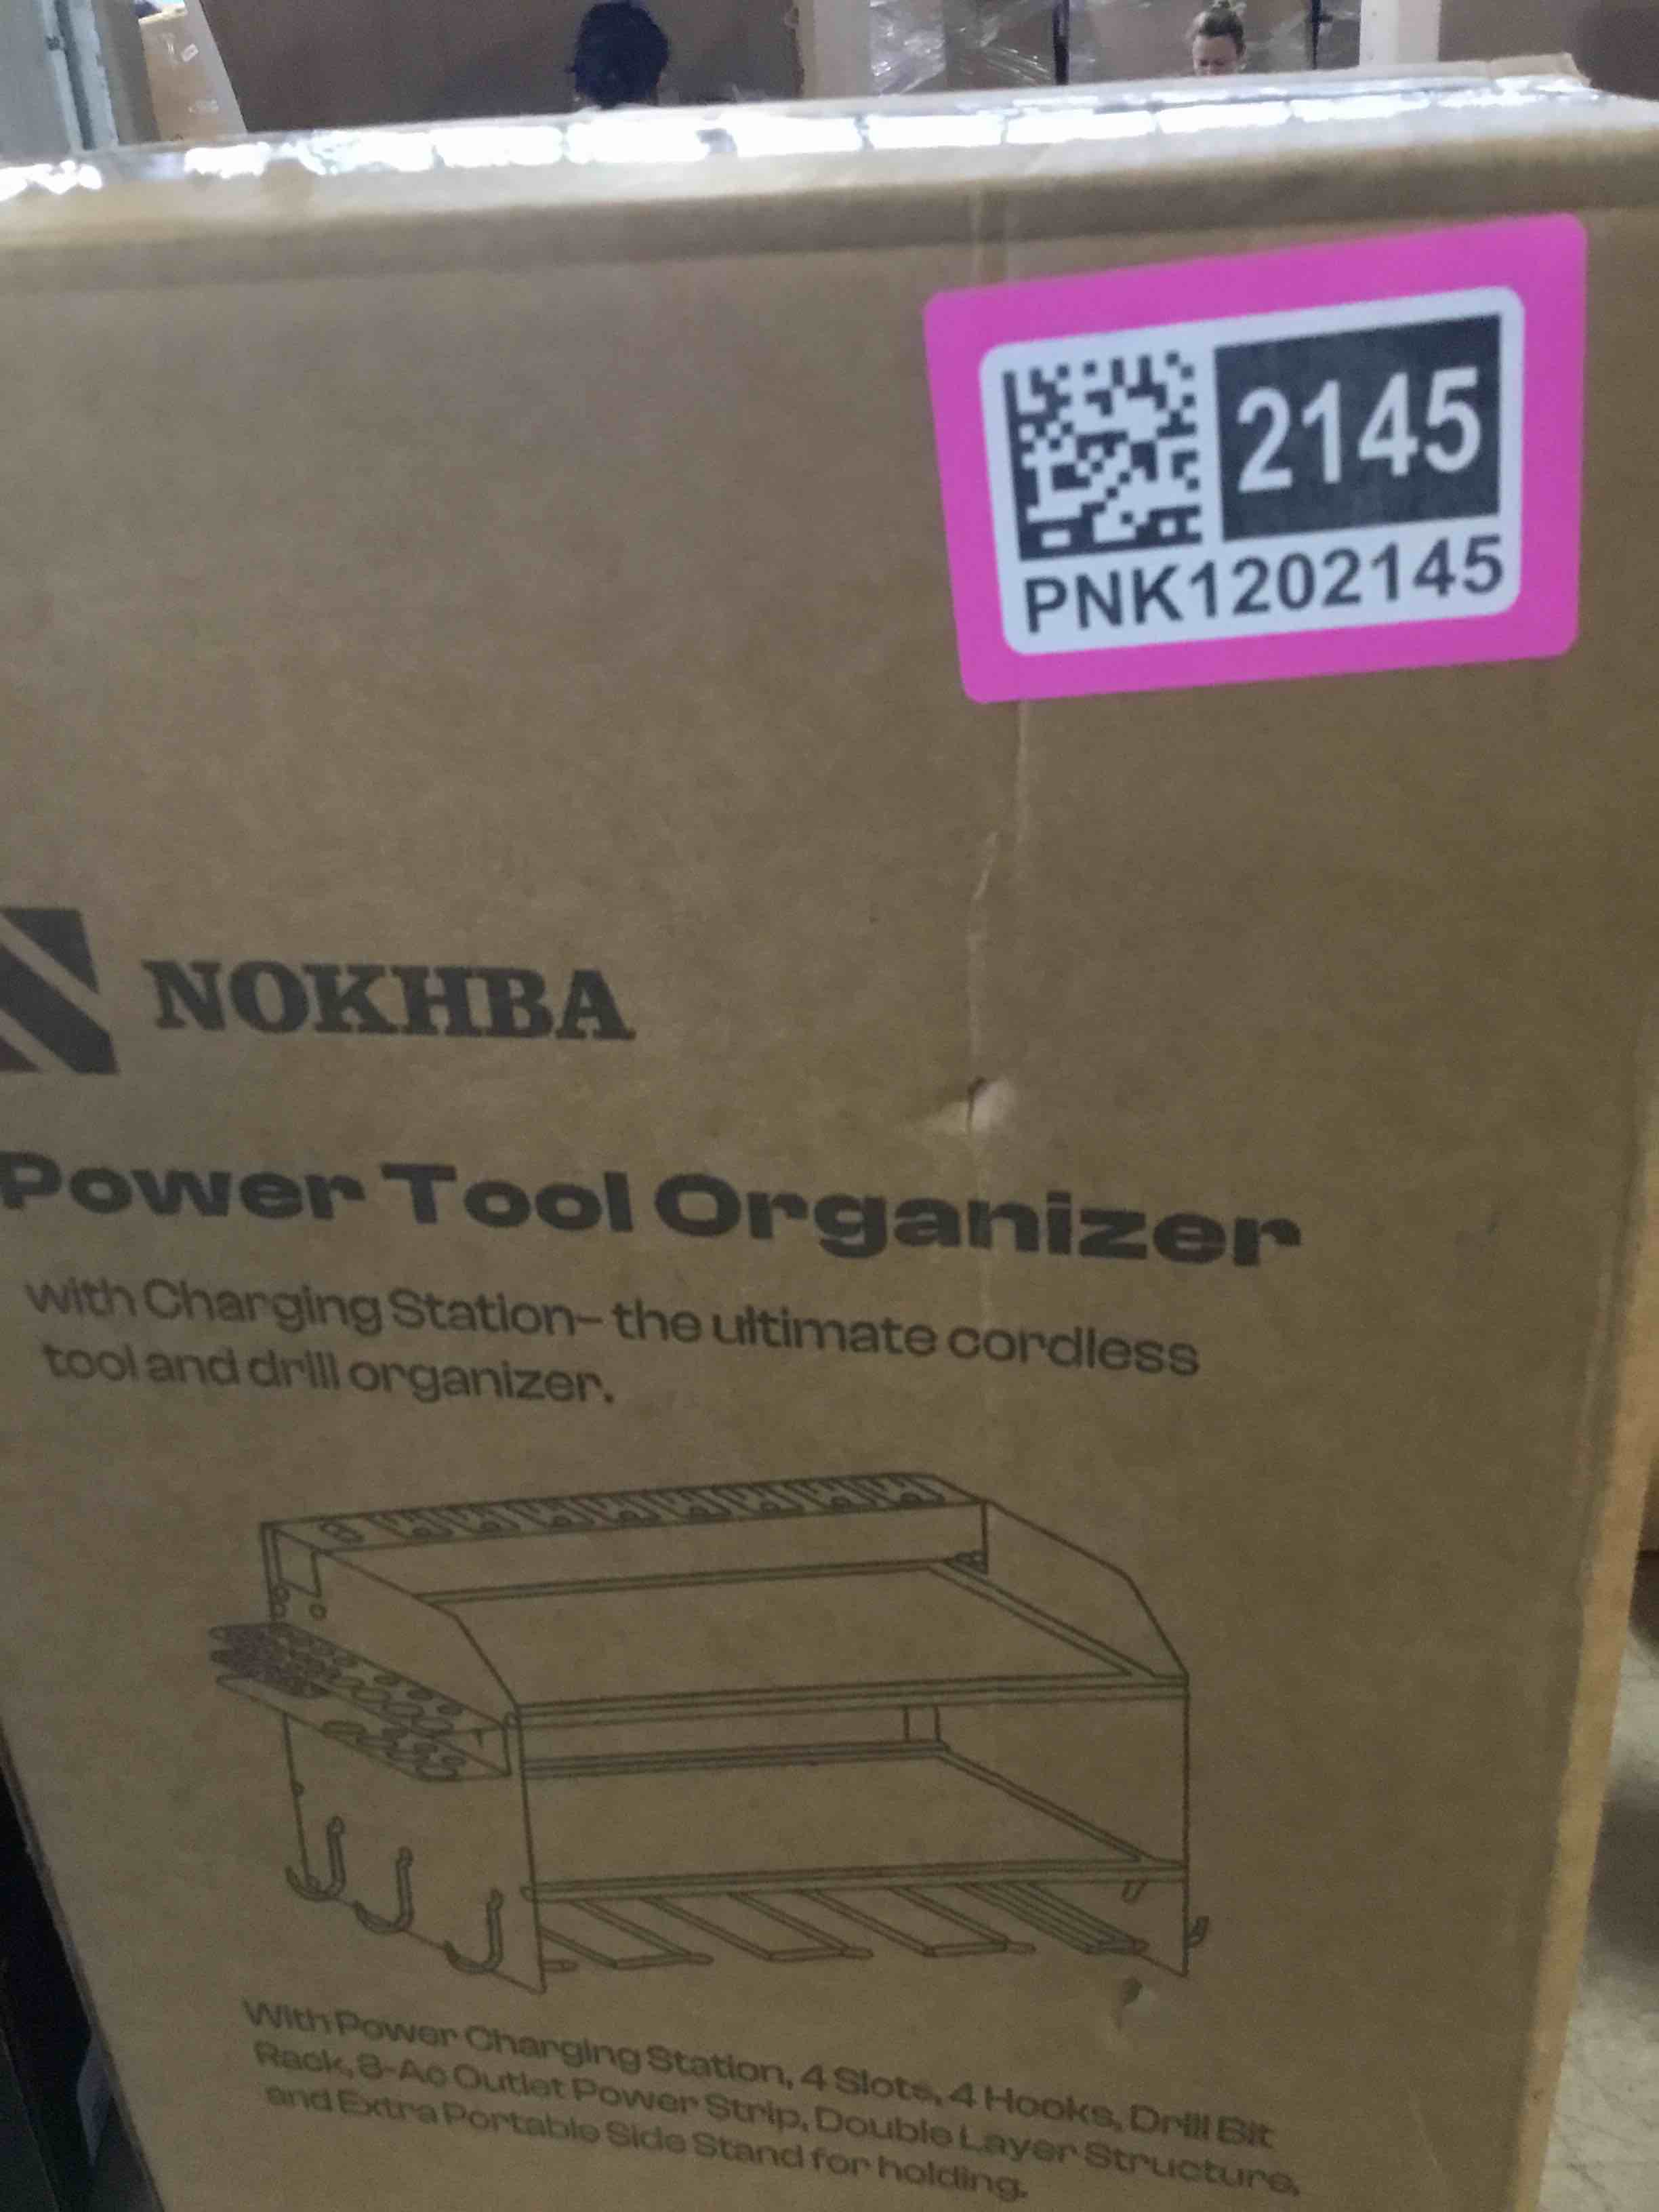 2145
PNK1202145
NOKHBA
Power Tool Organizer
with Charging Station- the ultimate cordless
tool and drill organizer.
With Power Charging Station, 4 Slots, 4 Hooks, Drill Bit
Rack, 8-Ac Outlet Power Strip, Double Layer Structure,
and Extra Portable Side Stand for holding.